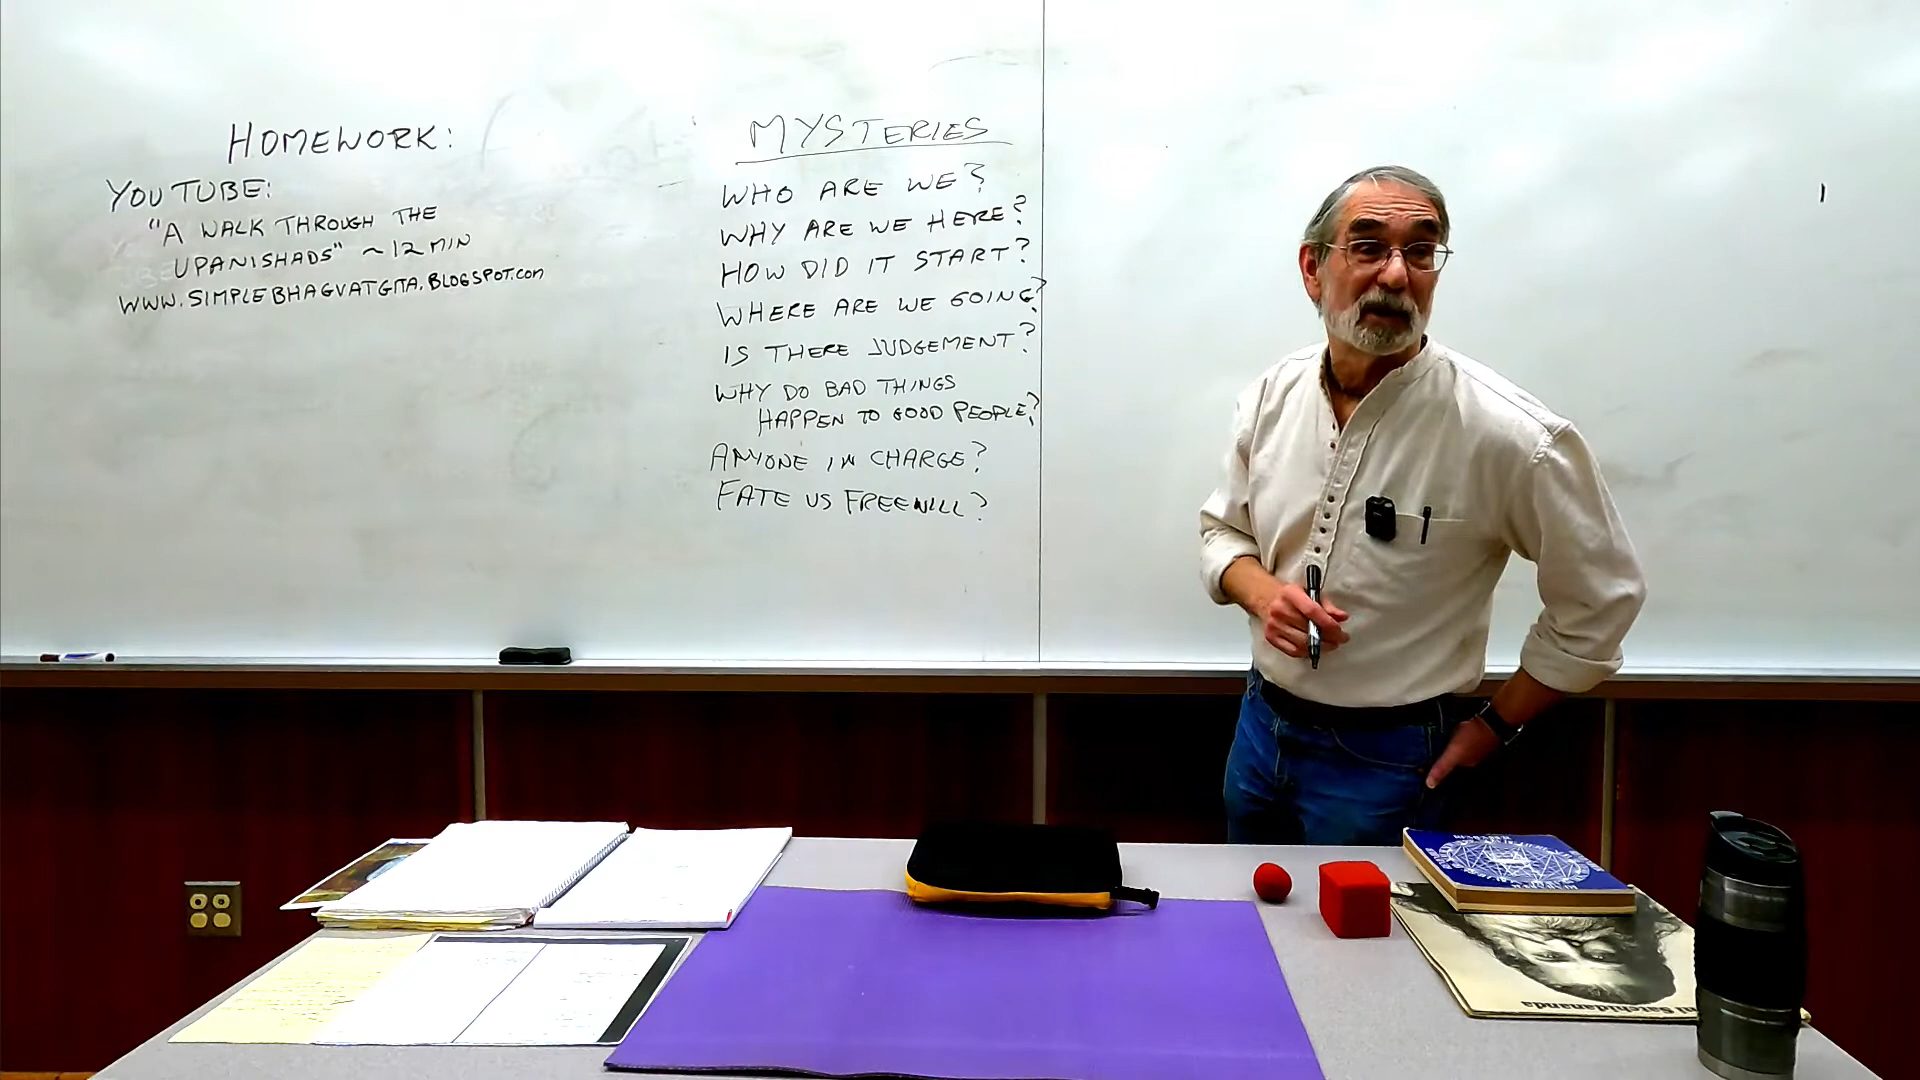 HOMEWORK:
YOUTUBE:
"A WALK THROUGH THE
UPANISHADS" ~12 MIN
WWW.SIMPLEBHAGVATGITA.BLOGSPOT.COM
MYSTERIES
WHO ARE WE?
WHY ARE WE HERE?
HOW DID IT START?
WHERE ARE WE GOING?
IS THERE JUDGEMENT?
WHY DO BAD THINGS
HAPPEN TO GOOD PEOPLE?
ANYONE IN CHARGE?
FATE VS FREEWILL?
Satchidananda